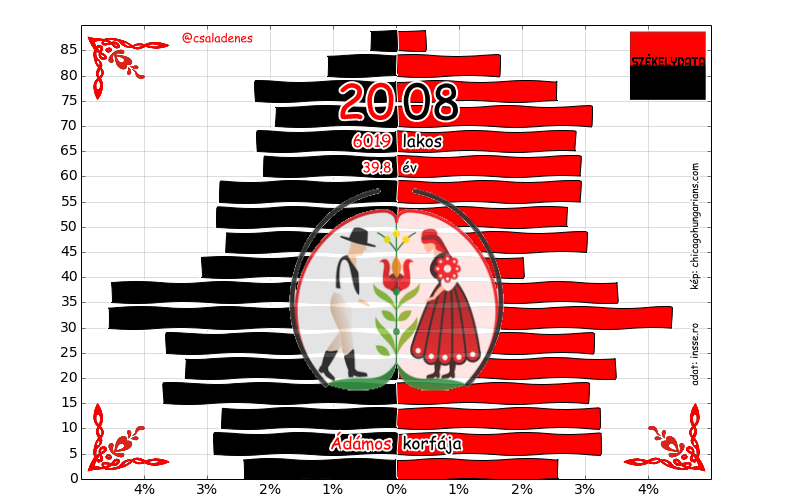 @csaladenes
SZÉKELYDATA
2008
6019 lakos
39.8 év
kép: chicagohungarians.com
adat: insse.ro
Ádámos korfája
85
80
75
70
65
60
55
50
45
40
35
30
25
20
15
10
5
0
4% 3% 2% 1% 0% 1% 2% 3% 4%